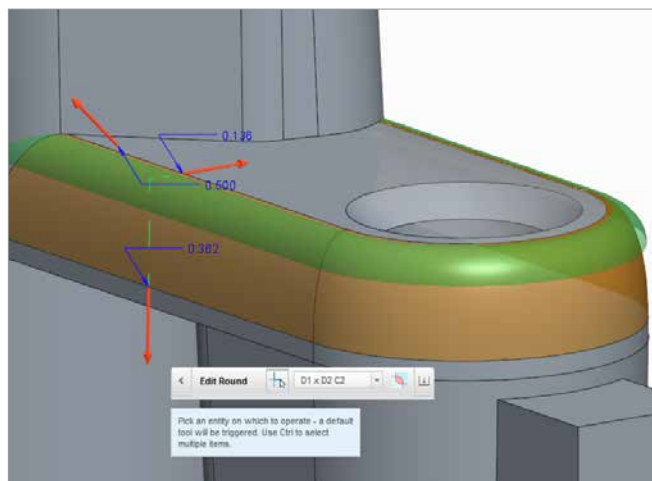 0.136
0.500
0.362
Edit Round
D1 x D2 C2
Pick an entity on which to operate - a default
tool will be triggered. Use Ctrl to select
multiple items.